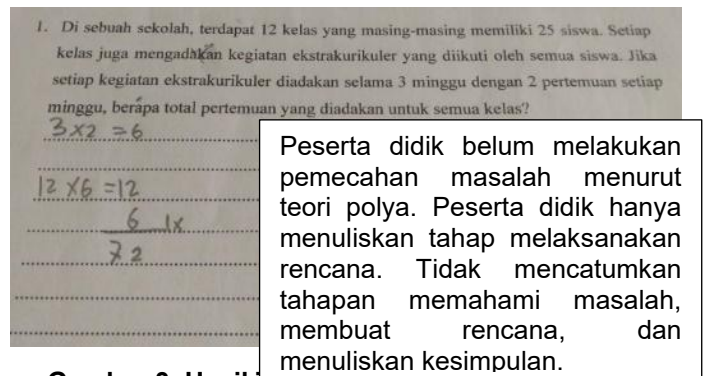 1. Di sebuah sekolah, terdapat 12 kelas yang masing-masing memiliki 25 siswa. Setiap
kelas juga mengadakan kegiatan ekstrakurikuler yang diikuti oleh semua siswa. Jika
setiap kegiatan ekstrakurikuler diadakan selama 3 minggu dengan 2 pertemuan setiap
minggu, berapa total pertemuan yang diadakan untuk semua kelas?
3 x 2 = 6
12 x 6 = 12
6 1x
72
Peserta didik belum melakukan
pemecahan masalah menurut
teori polya. Peserta didik hanya
menuliskan tahap melaksanakan
rencana. Tidak mencatumkan
tahapan memahami masalah,
membuat rencana, dan
menuliskan kesimpulan.